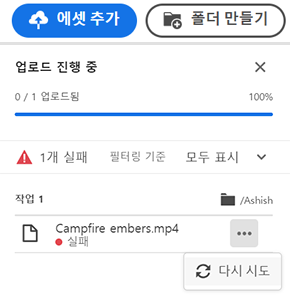 에셋 추가
폴더 만들기
업로드 진행 중
0 / 1 업로드됨 100%
1개 실패 필터링 기준 모두 표시
작업 1 /Ashish
Campfire embers.mp4
실패
다시 시도